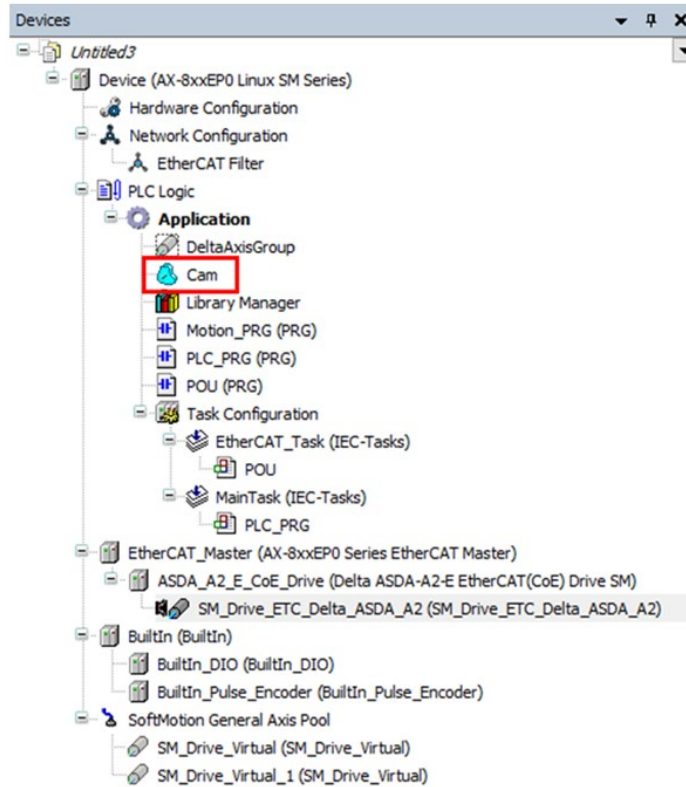 Devices
Untitled3
Device (AX-8xxEP0 Linux SM Series)
Hardware Configuration
Network Configuration
EtherCAT Filter
PLC Logic
Application
DeltaAxisGroup
Cam
Library Manager
Motion_PRG (PRG)
PLC_PRG (PRG)
POU (PRG)
Task Configuration
EtherCAT_Task (IEC-Tasks)
POU
MainTask (IEC-Tasks)
PLC_PRG
EtherCAT_Master (AX-8xxEP0 Series EtherCAT Master)
ASDA_A2_E_CoE_Drive (Delta ASDA-A2-E EtherCAT(CoE) Drive SM)
SM_Drive_ETC_Delta_ASDA_A2 (SM_Drive_ETC_Delta_ASDA_A2)
BuiltIn (BuiltIn)
BuiltIn_DIO (BuiltIn_DIO)
BuiltIn_Pulse_Encoder (BuiltIn_Pulse_Encoder)
SoftMotion General Axis Pool
SM_Drive_Virtual (SM_Drive_Virtual)
SM_Drive_Virtual_1 (SM_Drive_Virtual)